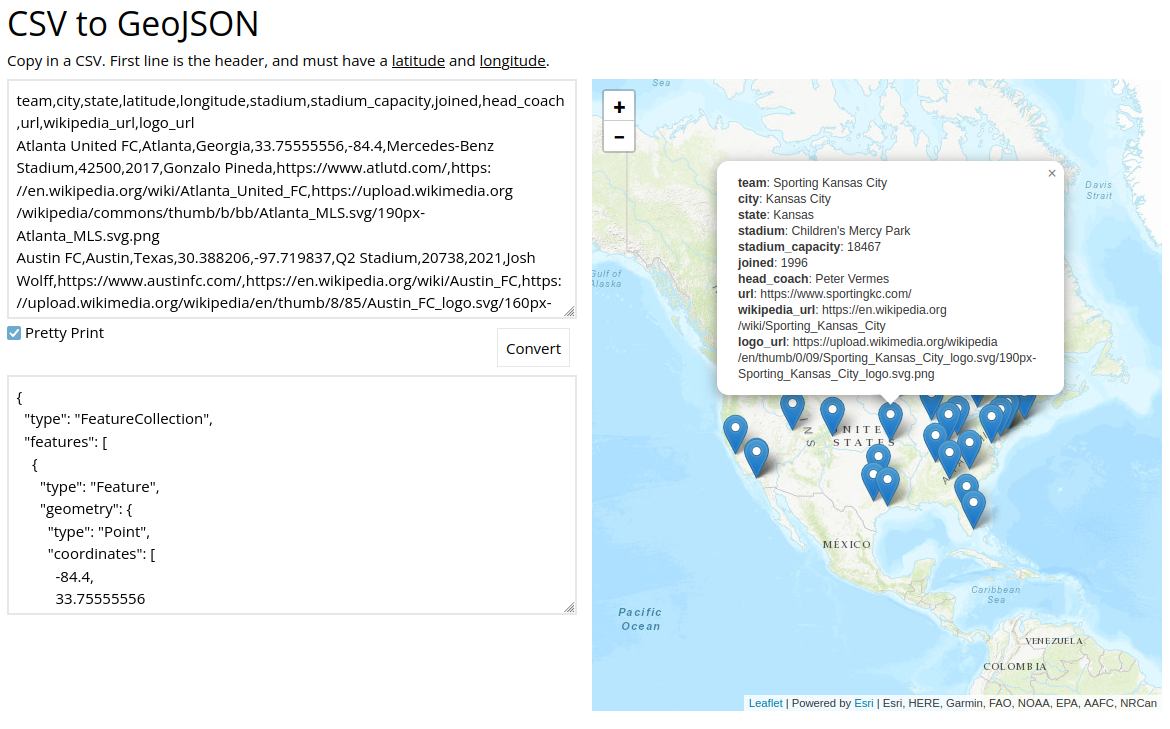 CSV to GeoJSON
Copy in a CSV. First line is the header, and must have a latitude and longitude.
team,city,state,latitude,longitude,stadium,stadium_capacity,joined,head_coach
,url,wikipedia_url,logo_url
Atlanta United FC,Atlanta,Georgia,33.75555556,-84.4,Mercedes-Benz
Stadium,42500,2017,Gonzalo Pineda,https://www.atlutd.com/,https:
//en.wikipedia.org/wiki/Atlanta_United_FC,https://upload.wikimedia.org
/wikipedia/commons/thumb/b/bb/Atlanta_MLS.svg/190px-
Atlanta_MLS.svg.png
Austin FC,Austin,Texas,30.388206,-97.719837,Q2 Stadium,20738,2021,Josh
Wolff,https://www.austinfc.com/,https://en.wikipedia.org/wiki/Austin_FC,https:
//upload.wikimedia.org/wikipedia/en/thumb/8/85/Austin_FC_logo.svg/160px-
Pretty Print
Convert
{
"type": "FeatureCollection",
"features": [
{
"type": "Feature",
"geometry": {
"type": "Point",
"coordinates": [
-84.4,
33.75555556
Sea
+
−
×
team: Sporting Kansas City
city: Kansas City
state: Kansas
stadium: Children's Mercy Park
stadium_capacity: 18467
joined: 1996
head_coach: Peter Vermes
url: https://www.sportingkc.com/
wikipedia_url: https://en.wikipedia.org
/wiki/Sporting_Kansas_City
logo_url: https://upload.wikimedia.org/wikipedia
/en/thumb/0/09/Sporting_Kansas_City_logo.svg/190px-
Sporting_Kansas_City_logo.svg.png
Davis
Strait
Gulf of
Alaska
UNITED
STATES
MÉXICO
Caribbean
Sea
Pacific
Ocean
VENEZUELA
COLOMBIA
Leaflet | Powered by Esri | Esri, HERE, Garmin, FAO, NOAA, EPA, AAFC, NRCan